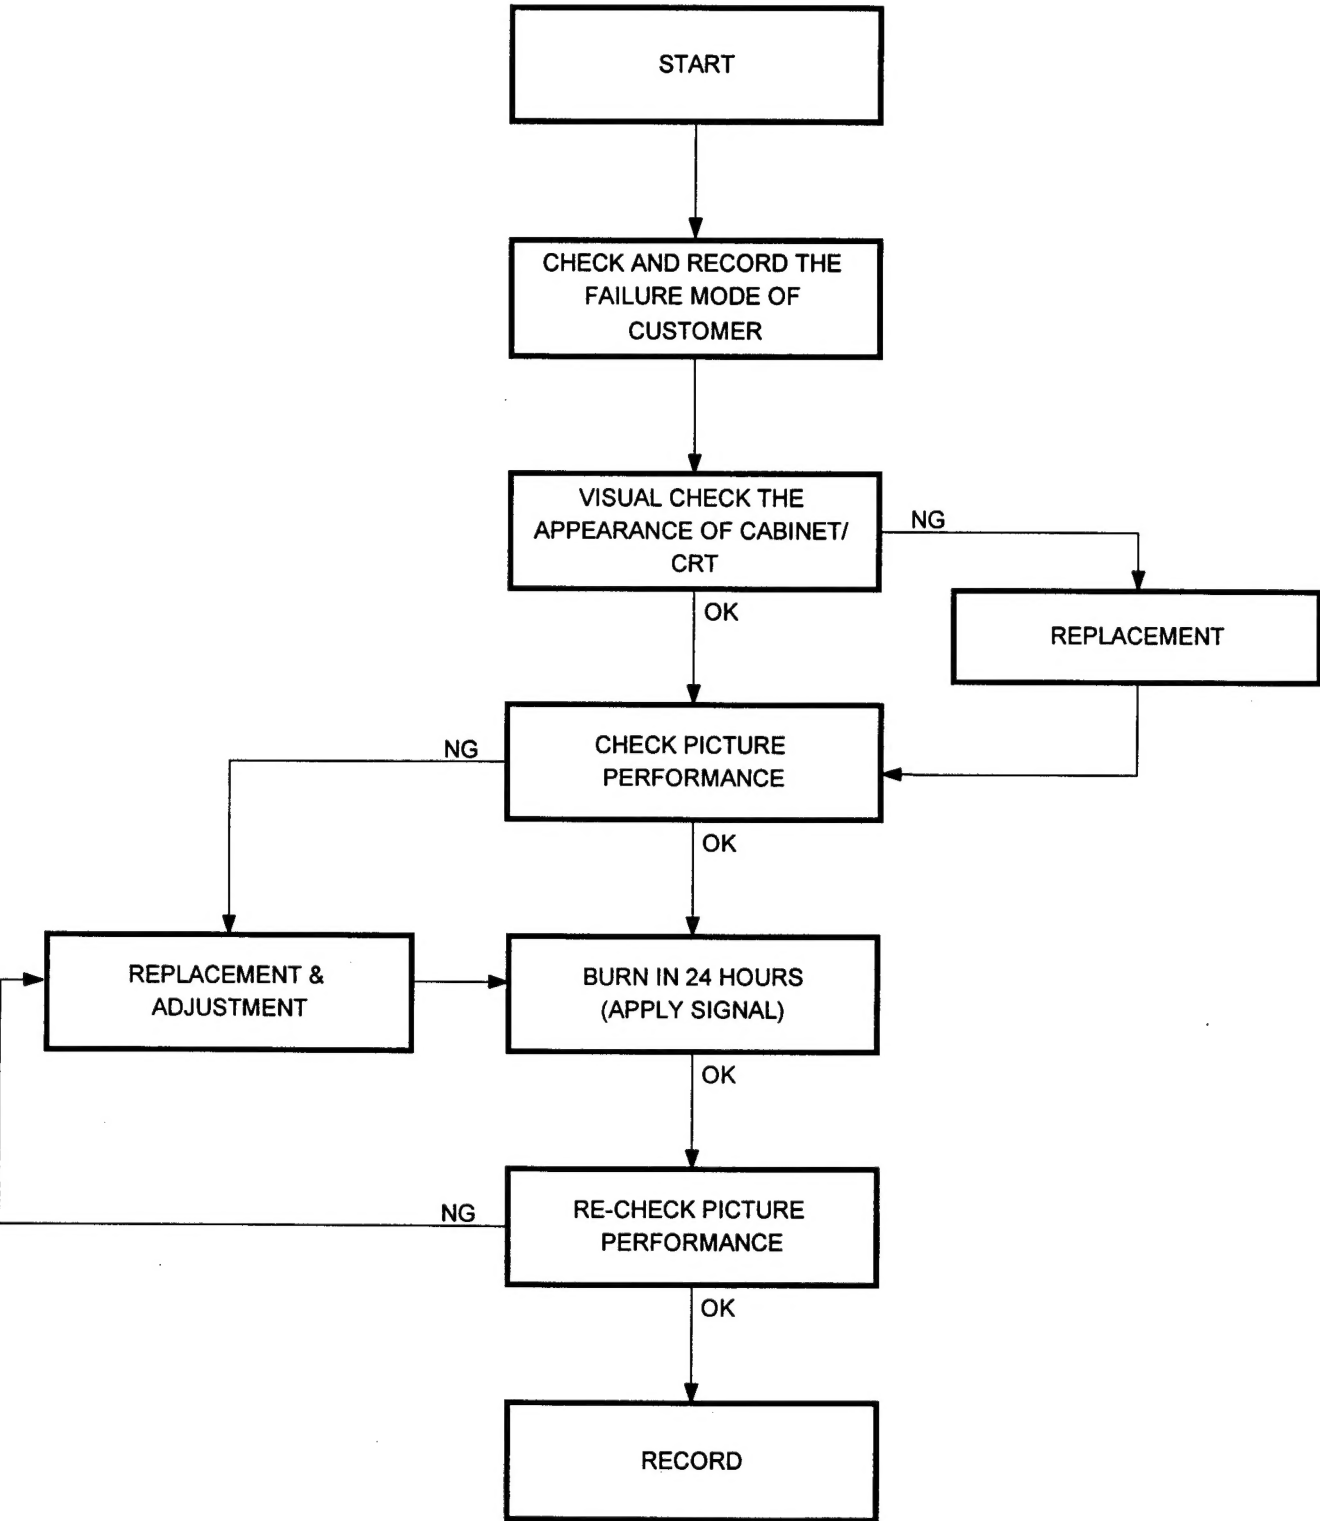 START
CHECK AND RECORD THE
FAILURE MODE OF
CUSTOMER
VISUAL CHECK THE
APPEARANCE OF CABINET/
CRT
NG
OK
REPLACEMENT
CHECK PICTURE
PERFORMANCE
NG
OK
REPLACEMENT &
ADJUSTMENT
BURN IN 24 HOURS
(APPLY SIGNAL)
OK
RE-CHECK PICTURE
PERFORMANCE
NG
OK
RECORD